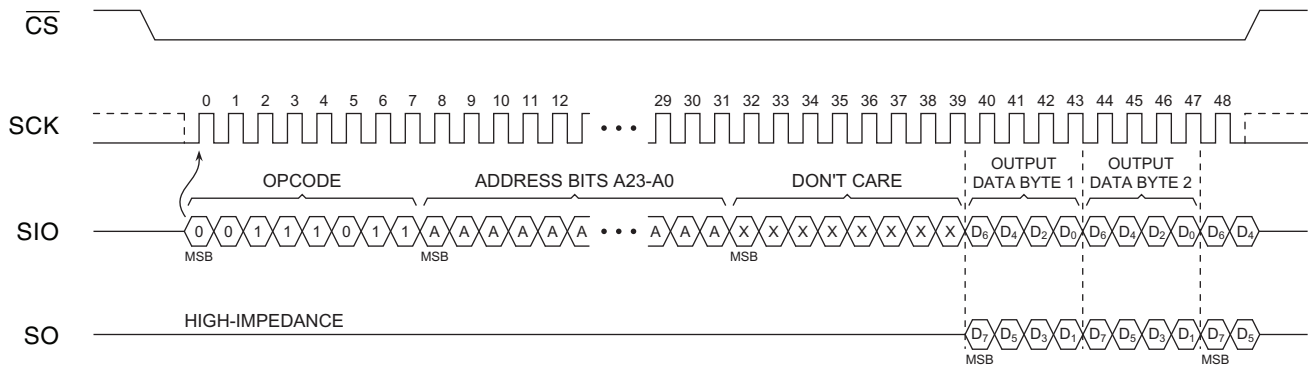 CS
0 1 2 3 4 5 6 7 8 9 10 11 12 29 30 31 32 33 34 35 36 37 38 39 40 41 42 43 44 45 46 47 48
SCK
OPCODE ADDRESS BITS A23-A0 DON'T CARE OUTPUT DATA BYTE 1 OUTPUT DATA BYTE 2
SIO 0 0 1 1 1 0 1 1 A A A A A A • • • A A A X X X X X X X X D6 D4 D2 D0 D6 D4 D2 D0 D6 D4
MSB MSB MSB
HIGH-IMPEDANCE
SO D7 D5 D3 D1 D7 D5 D3 D1 D7 D5
MSB MSB